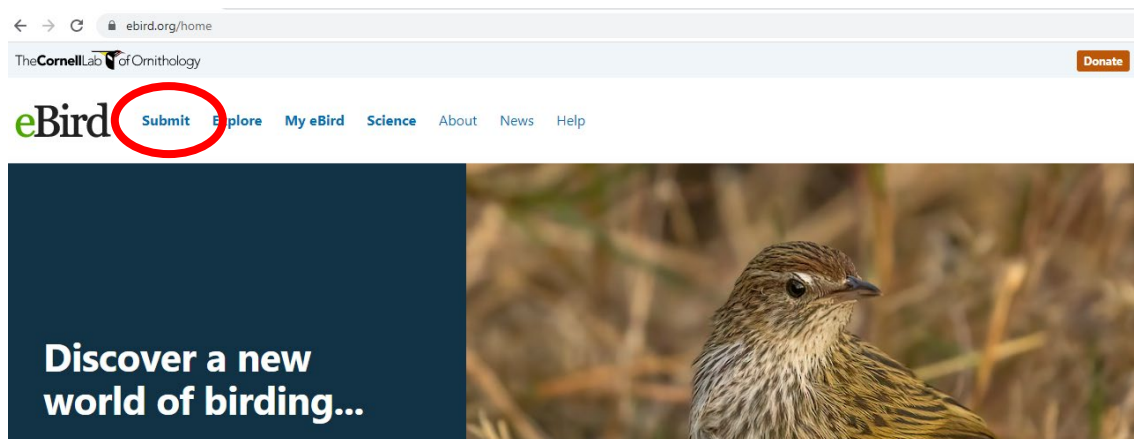 ebird.org/home
TheCornellLab of Ornithology
Donate
eBird Submit Explore My eBird Science About News Help
Discover a new
world of birding...